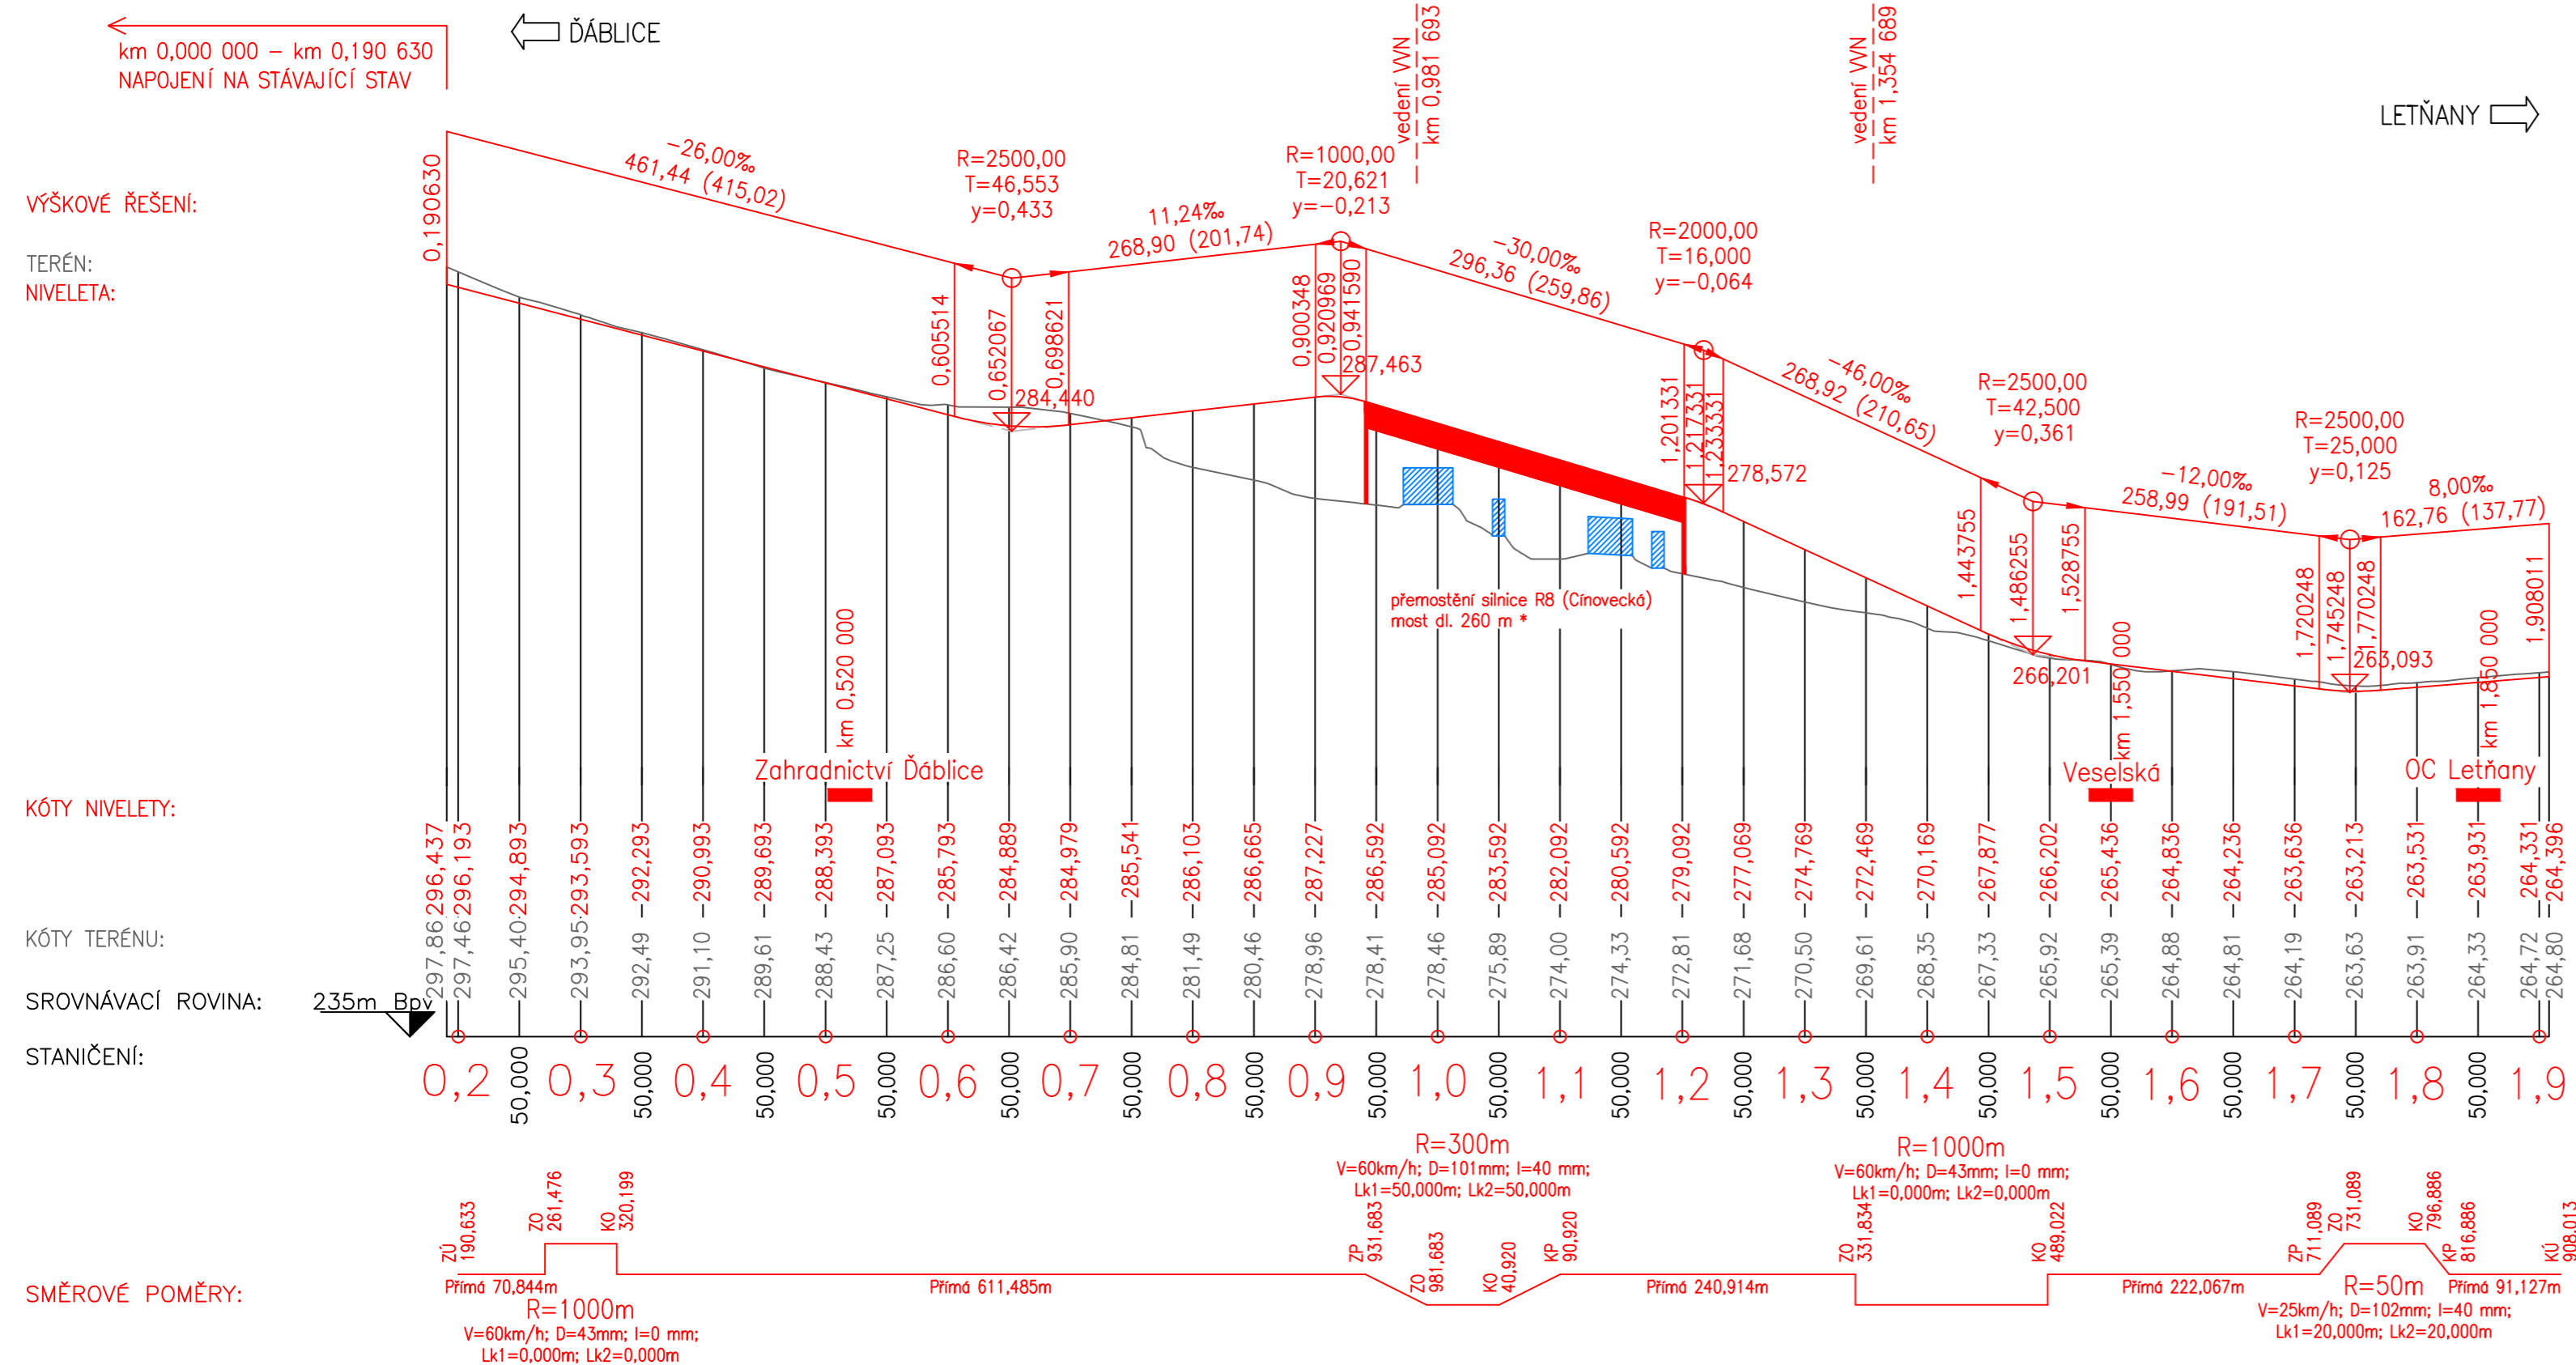 km 0,000 000 – km 0,190 630
NAPOJENÍ NA STÁVAJÍCÍ STAV
ĎÁBLICE
vedení VVN
km 0,981 693
vedení VVN
km 1,354 689
LETŇANY
VÝŠKOVÉ ŘEŠENÍ:
TERÉN:
NIVELETA:
0,190630
-26,00‰
461,44 (415,02)
R=2500,00
T=46,553
y=0,433
11,24‰
268,90 (201,74)
R=1000,00
T=20,621
y=-0,213
-30,00‰
296,36 (259,86)
R=2000,00
T=16,000
y=-0,064
-46,00‰
268,92 (210,65)
R=2500,00
T=42,500
y=0,361
-12,00‰
258,99 (191,51)
R=2500,00
T=25,000
y=0,125
8,00‰
162,76 (137,77)
0,605514
0,652067
0,698621
284,440
0,900348
0,920969
0,941590
287,463
1,201331
1,217331
1,233331
278,572
1,443755
1,486255
1,528755
266,201
1,720248
1,745248
1,770248
263,093
1,908011
přemostění silnice R8 (Cínovecká)
most dl. 260 m *
km 0,520 000
Zahradnictví Ďáblice
km 1,550 000
Veselská
km 1,850 000
OC Letňany
KÓTY NIVELETY:
296,437
296,193
294,893
293,593
292,293
290,993
289,693
288,393
287,093
285,793
284,889
284,979
285,541
286,103
286,665
287,227
286,592
285,092
283,592
282,092
280,592
279,092
277,069
274,769
272,469
270,169
267,877
266,202
265,436
264,836
264,236
263,636
263,213
263,531
263,931
264,331
264,396
KÓTY TERÉNU:
297,86
297,46
295,40
293,95
292,49
291,10
289,61
288,43
287,25
286,60
286,42
285,90
284,81
281,49
280,46
278,96
278,41
278,46
275,89
274,00
274,33
272,81
271,68
270,50
269,61
268,35
267,33
265,92
265,39
264,88
264,81
264,19
263,63
263,91
264,33
264,72
264,80
SROVNÁVACÍ ROVINA:
235m Bpv
STANIČENÍ:
0,2
50,000
0,3
50,000
0,4
50,000
0,5
50,000
0,6
50,000
0,7
50,000
0,8
50,000
0,9
50,000
1,0
50,000
1,1
50,000
1,2
50,000
1,3
50,000
1,4
50,000
1,5
50,000
1,6
50,000
1,7
50,000
1,8
50,000
1,9
SMĚROVÉ POMĚRY:
ZÚ
190,633
Přímá 70,844m
ZO
261,476
KO
320,199
R=1000m
V=60km/h; D=43mm; I=0 mm;
Lk1=0,000m; Lk2=0,000m
Přímá 611,485m
R=300m
V=60km/h; D=101mm; I=40 mm;
Lk1=50,000m; Lk2=50,000m
ZP
931,683
ZO
981,683
KO
40,920
KP
90,920
Přímá 240,914m
R=1000m
V=60km/h; D=43mm; I=0 mm;
Lk1=0,000m; Lk2=0,000m
ZO
331,834
KO
489,022
Přímá 222,067m
ZP
711,089
ZO
731,089
KO
796,886
KP
816,886
R=50m
V=25km/h; D=102mm; I=40 mm;
Lk1=20,000m; Lk2=20,000m
Přímá 91,127m
KÚ
908,013